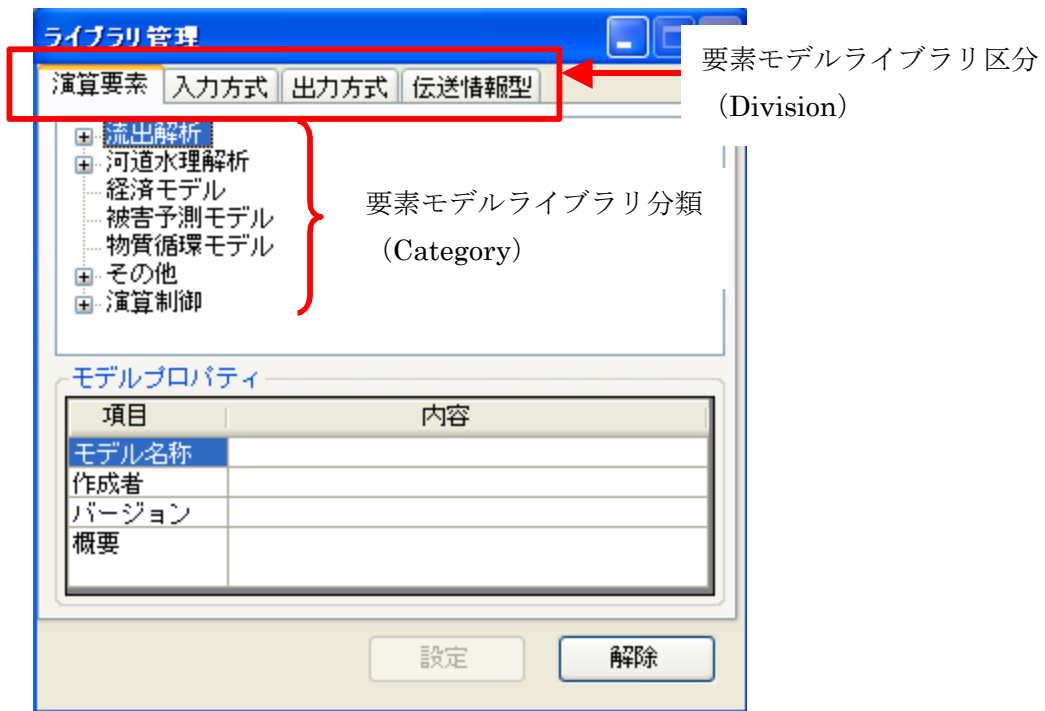 ライブラリ管理
要素モデルライブラリ区分
（Division）
演算要素 入力方式 出力方式 伝送情報型
流出解析
河道水理解析
経済モデル
被害予測モデル
物質循環モデル
その他
演算制御
要素モデルライブラリ分類
（Category）
モデルプロパティ
項目 内容
モデル名称
作成者
バージョン
概要
設定 解除